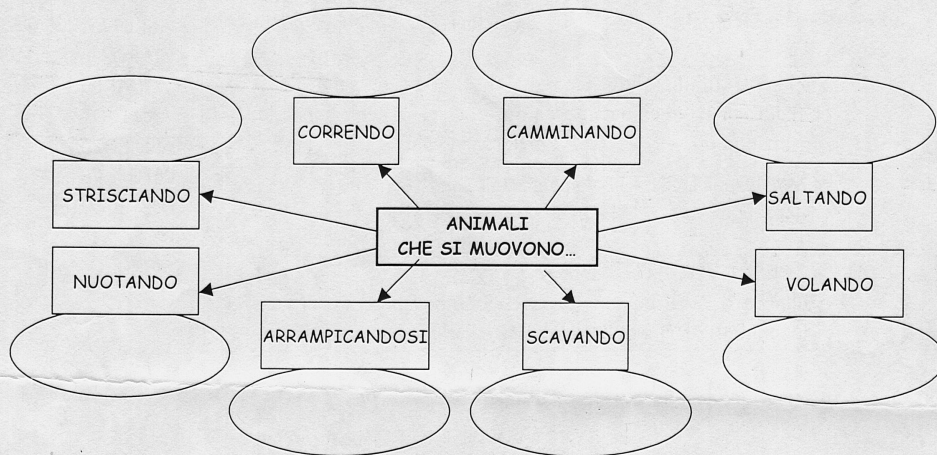 CORRENDO
CAMMINANDO
STRISCIANDO
SALTANDO
ANIMALI
CHE SI MUOVONO...
NUOTANDO
VOLANDO
ARRAMPICANDOSI
SCAVANDO